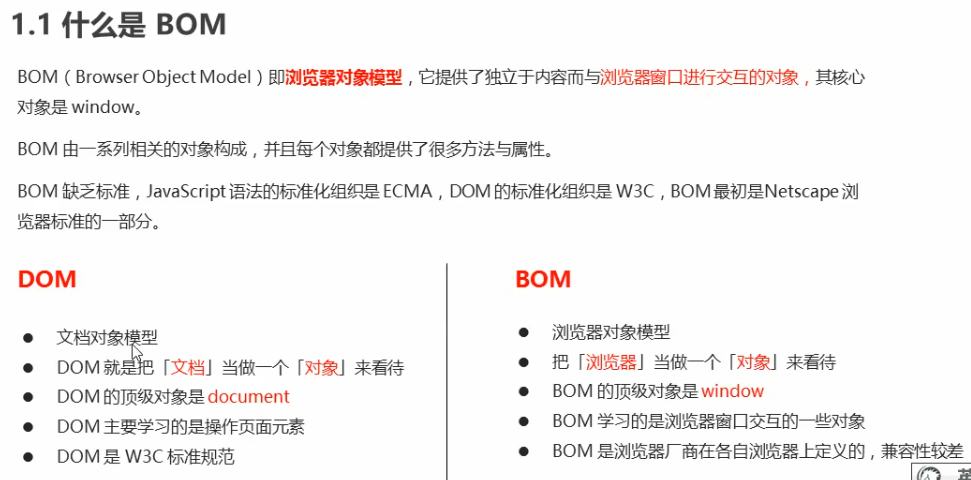 1.1 什么是 BOM
BOM（Browser Object Model）即浏览器对象模型，它提供了独立于内容而与浏览器窗口进行交互的对象，其核心
对象是 window。
BOM 由一系列相关的对象构成，并且每个对象都提供了很多方法与属性。
BOM 缺乏标准，JavaScript 语法的标准化组织是 ECMA，DOM 的标准化组织是 W3C，BOM 最初是Netscape 浏
览器标准的一部分。
DOM
● 文档对象模型
● DOM 就是把「文档」当做一个「对象」来看待
● DOM 的顶级对象是 document
● DOM 主要学习的是操作页面元素
● DOM 是 W3C 标准规范
BOM
● 浏览器对象模型
● 把「浏览器」当做一个「对象」来看待
● BOM 的顶级对象是 window
● BOM 学习的是浏览器窗口交互的一些对象
● BOM 是浏览器厂商在各自浏览器上定义的，兼容性较差